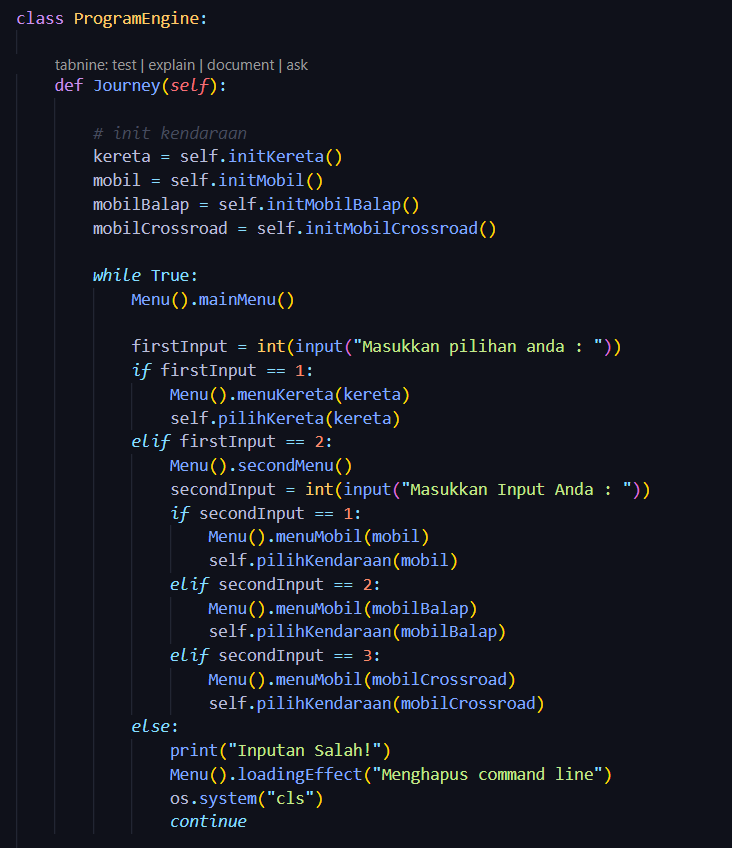 class ProgramEngine:
tabnine: test | explain | document | ask
def Journey(self):
# init kendaraan
kereta = self.initKereta()
mobil = self.initMobil()
mobilBalap = self.initMobilBalap()
mobilCrossroad = self.initMobilCrossroad()
while True:
Menu().mainMenu()
firstInput = int(input("Masukkan pilihan anda : "))
if firstInput == 1:
Menu().menuKereta(kereta)
self.pilihKereta(kereta)
elif firstInput == 2:
Menu().secondMenu()
secondInput = int(input("Masukkan Input Anda : "))
if secondInput == 1:
Menu().menuMobil(mobil)
self.pilihKendaraan(mobil)
elif secondInput == 2:
Menu().menuMobil(mobilBalap)
self.pilihKendaraan(mobilBalap)
elif secondInput == 3:
Menu().menuMobil(mobilCrossroad)
self.pilihKendaraan(mobilCrossroad)
else:
print("Inputan Salah!")
Menu().loadingEffect("Menghapus command line")
os.system("cls")
continue